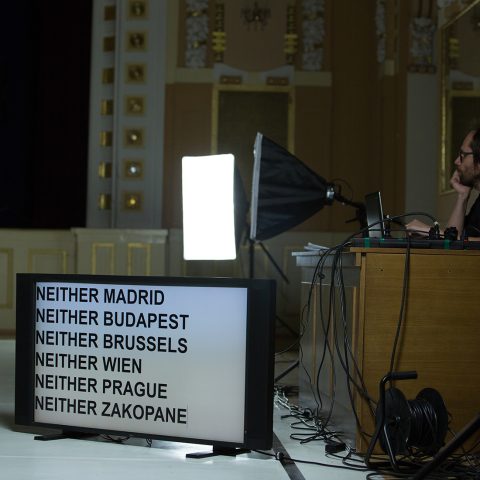 NEITHER MADRID
NEITHER BUDAPEST
NEITHER BRUSSELS
NEITHER WIEN
NEITHER PRAGUE
NEITHER ZAKOPANE